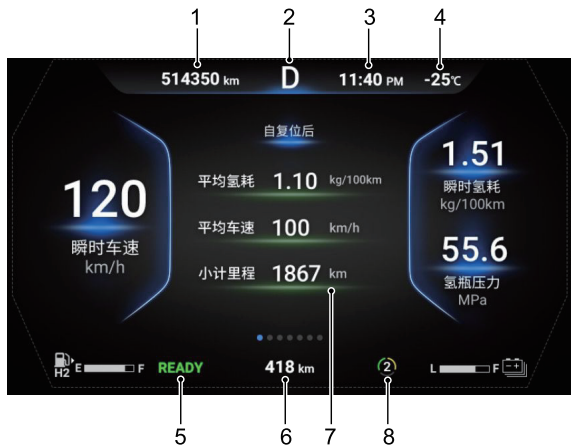 1 2 3 4
514350 km D 11:40 PM -25℃
自复位后
120
瞬时车速
km/h
平均氢耗 1.10 kg/100km
平均车速 100 km/h
小计里程 1867 km
1.51
瞬时氢耗
kg/100km
55.6
氢瓶压力
MPa
H2 E F READY 418 km 2 L F
5 6 7 8